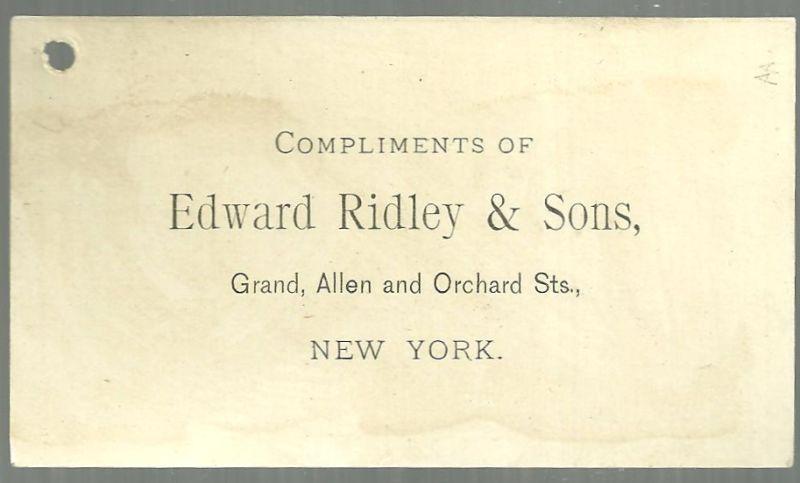 COMPLIMENTS OF
Edward Ridley & Sons,
Grand, Allen and Orchard Sts.,
NEW YORK.